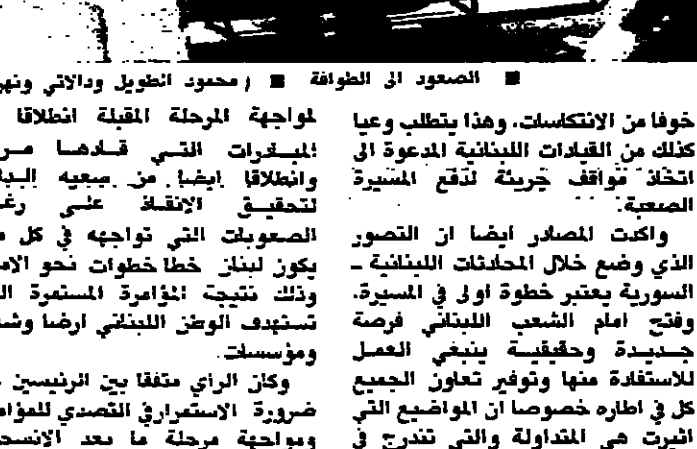 ■ الصعود الى الطوافة ■ (محمود الطويل ودالاتي ونهر
خوفا من الانتكاسات. وهذا يتطلب وعيا
كذلك من القيادات اللبنانية المدعوة الى
اتخاذ مواقف جريئة لدفع المسيرة
الصعبة.
واكدت المصادر ايضا ان التصور
الذي وضع خلال المحادثات اللبنانية ـ
السورية يعتبر خطوة اولى في المسيرة.
وفتح امام الشعب اللبناني فرصة
جديدة وحقيقية ينبغي العمل
للاستفادة منها وتوفير تعاون الجميع
كل في اطاره خصوصا ان المواضيع التي
اثيرت هي المتداولة والتي تندرج في
لمواجهة المرحلة المقبلة انطلاقا
المبادرات التي قادها
وانطلاقا ايضا من سعيه
لتحقيق الإنقاذ على
الصعوبات التي تواجهه في كل
يكون لبنان خطا خطوات نحو
وذلك نتيجة المؤامرة المستمرة
تستهدف الوطن اللبناني ارضا
ومؤسسات.
وكان الرأي متفقا بين الرئيسين
ضرورة الاستمرار في التصدي
ومواجهة مرحلة ما بعد